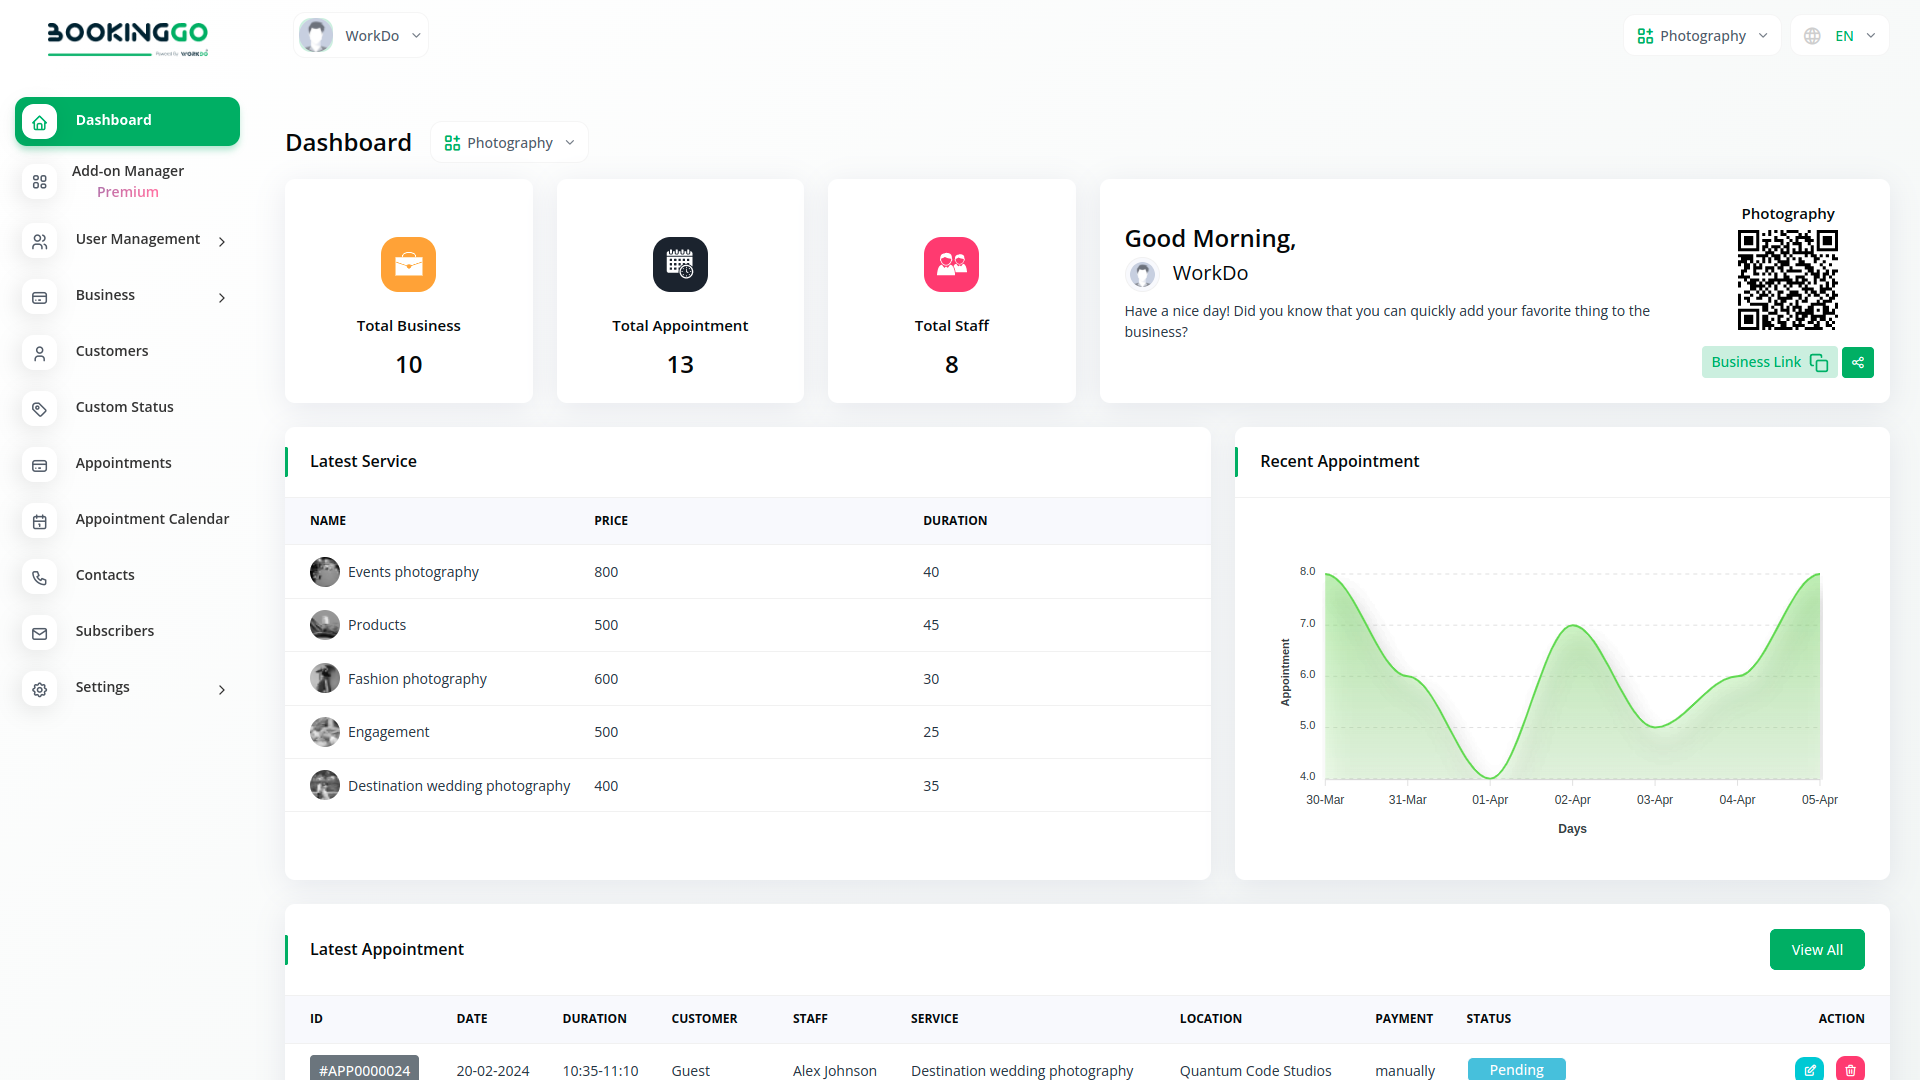 BOOKINGGO
Powered By WORKDO
WorkDo
Photography
EN
Dashboard
Add-on Manager
Premium
User Management
Business
Customers
Custom Status
Appointments
Appointment Calendar
Contacts
Subscribers
Settings
Dashboard
Photography
Total Business
10
Total Appointment
13
Total Staff
8
Good Morning,
WorkDo
Have a nice day! Did you know that you can quickly add your favorite thing to the
business?
Photography
Business Link
Latest Service
NAME PRICE DURATION
Events photography 800 40
Products 500 45
Fashion photography 600 30
Engagement 500 25
Destination wedding photography 400 35
Recent Appointment
8.0
7.0
6.0
5.0
4.0
Appointment
30-Mar 31-Mar 01-Apr 02-Apr 03-Apr 04-Apr 05-Apr
Days
Latest Appointment
View All
ID DATE DURATION CUSTOMER STAFF SERVICE LOCATION PAYMENT STATUS ACTION
#APP0000024 20-02-2024 10:35-11:10 Guest Alex Johnson Destination wedding photography Quantum Code Studios manually Pending